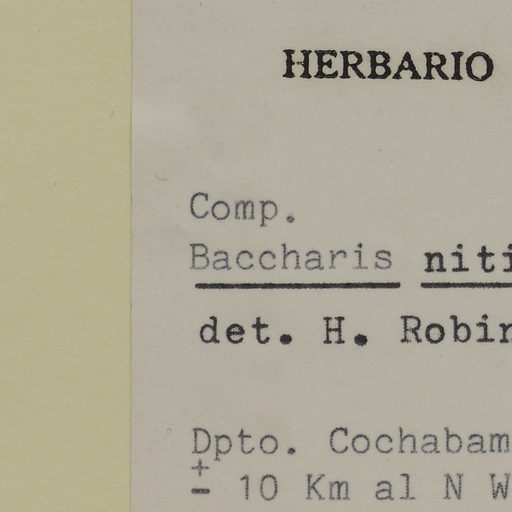 HERBARIO
Comp.
Baccharis niti
det. H. Robin
Dpto. Cochabam
± 10 Km al N W